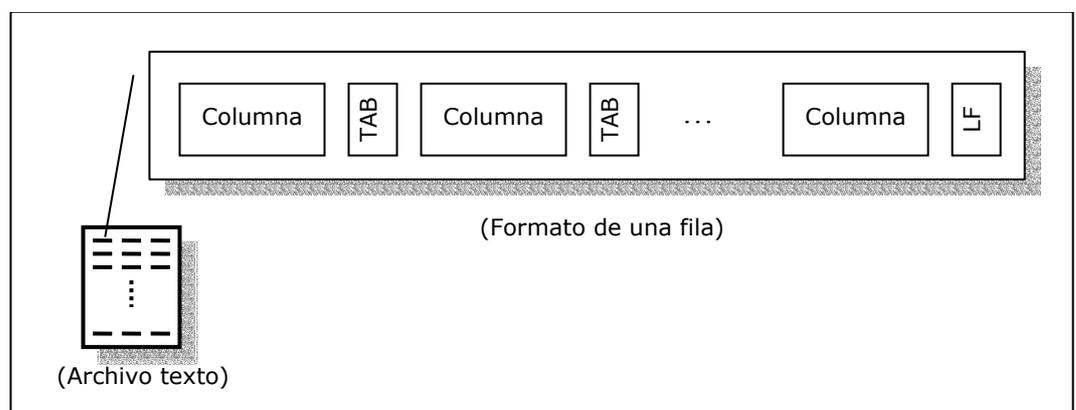 Columna TAB Columna TAB ... Columna LF
(Formato de una fila)
(Archivo texto)